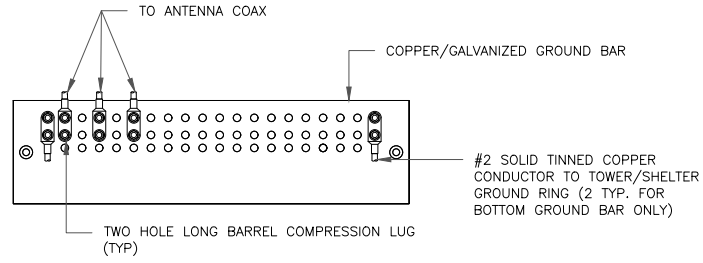 TO ANTENNA COAX
COPPER/GALVANIZED GROUND BAR
#2 SOLID TINNED COPPER
CONDUCTOR TO TOWER/SHELTER
GROUND RING (2 TYP. FOR
BOTTOM GROUND BAR ONLY)
TWO HOLE LONG BARREL COMPRESSION LUG
(TYP)